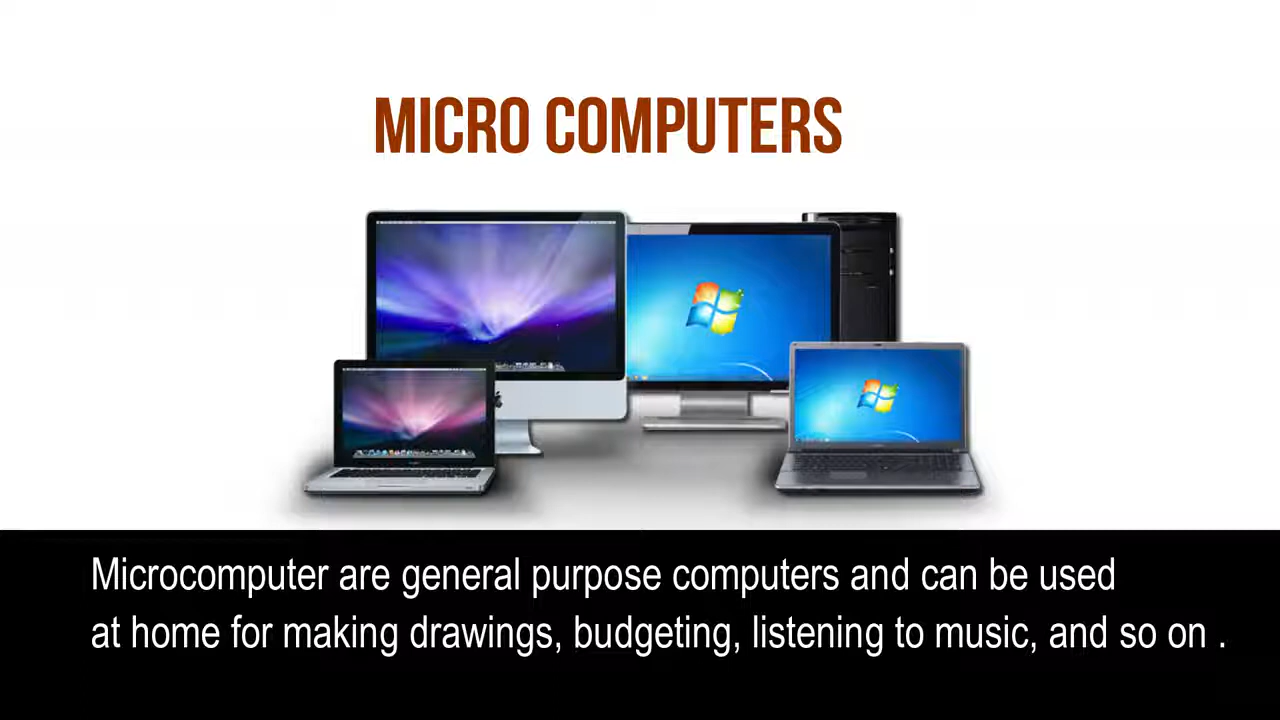 MICRO COMPUTERS
Microcomputer are general purpose computers and can be used
at home for making drawings, budgeting, listening to music, and so on .